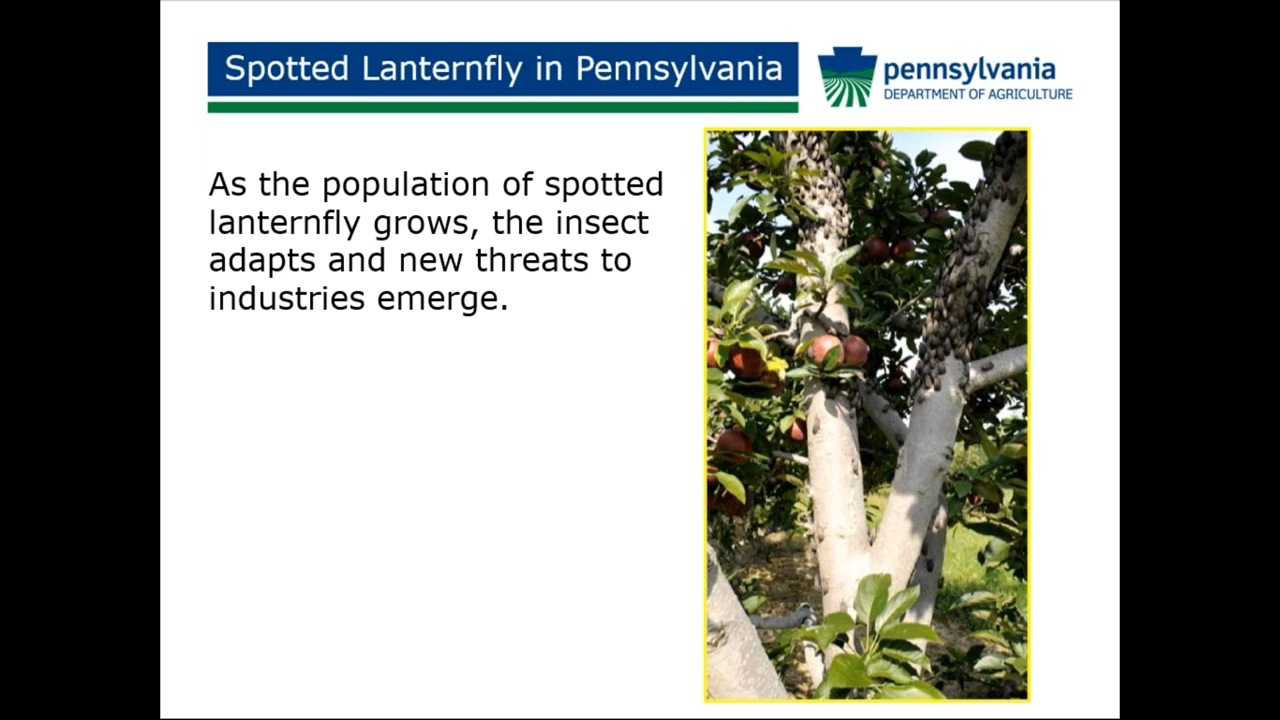 Spotted Lanternfly in Pennsylvania
pennsylvania
DEPARTMENT OF AGRICULTURE
As the population of spotted
lanternfly grows, the insect
adapts and new threats to
industries emerge.